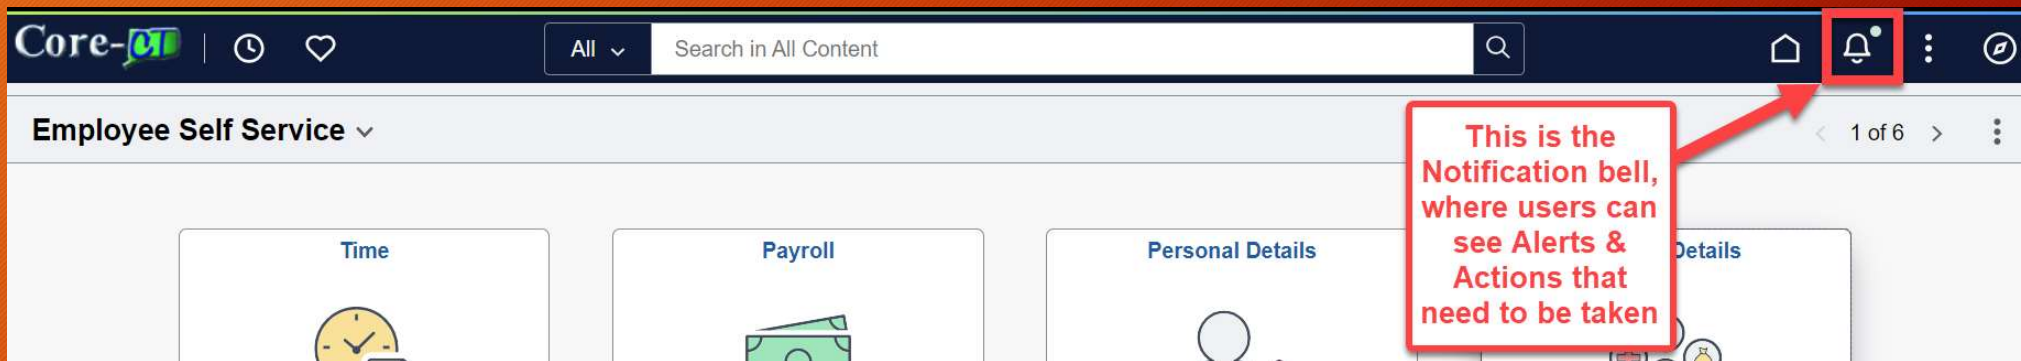 Core-CT
All
Search in All Content
Employee Self Service
1 of 6
This is the
Notification bell,
where users can
see Alerts &
Actions that
need to be taken
Time
Payroll
Personal Details
Details